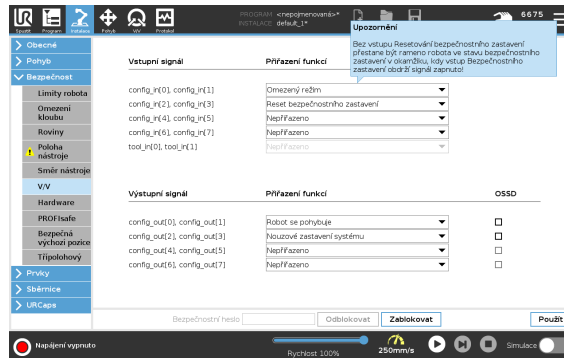 PROGRAM <nepojmenovaná>*
INSTALACE default_1*
6675
Spustit Program Instalace Pohyb V/V Protokol
Upozornění
Bez vstupu Resetování bezpečnostního zastavení
přestane být rameno robota ve stavu bezpečnostního
zastavení v okamžiku, kdy vstup Bezpečnostního
zastavení obdrží signál zapnuto!
Obecné
Pohyb
Bezpečnost
Limity robota
Omezení
kloubu
Roviny
Poloha
nástroje
Směr nástroje
V/V
Hardware
PROFIsafe
Bezpečná
výchozí pozice
Třípolohový
Prvky
Sběrnice
URCaps
Vstupní signál Přiřazení funkcí
config_in[0], config_in[1] Omezený režim
config_in[2], config_in[3] Reset bezpečnostního zastavení
config_in[4], config_in[5] Nepřiřazeno
config_in[6], config_in[7] Nepřiřazeno
tool_in[0], tool_in[1] Nepřiřazeno
Výstupní signál Přiřazení funkcí OSSD
config_out[0], config_out[1] Robot se pohybuje
config_out[2], config_out[3] Nouzové zastavení systému
config_out[4], config_out[5] Nepřiřazeno
config_out[6], config_out[7] Nepřiřazeno
Bezpečnostní heslo Odblokovat Zablokovat Použít
Napájení vypnuto
Rychlost 100%
250mm/s
Simulace